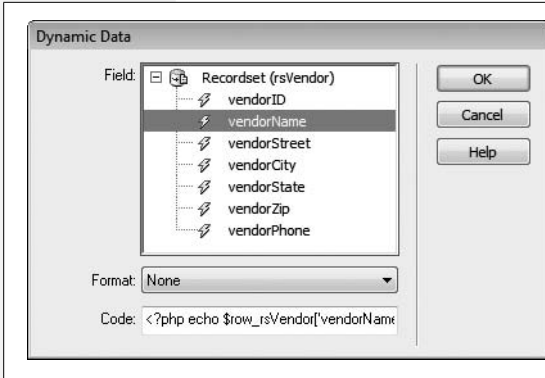 Dynamic Data
Field:
Recordset (rsVendor)
vendorID
vendorName
vendorStreet
vendorCity
vendorState
vendorZip
vendorPhone
OK
Cancel
Help
Format: None
Code: <?php echo $row_rsVendor['vendorName